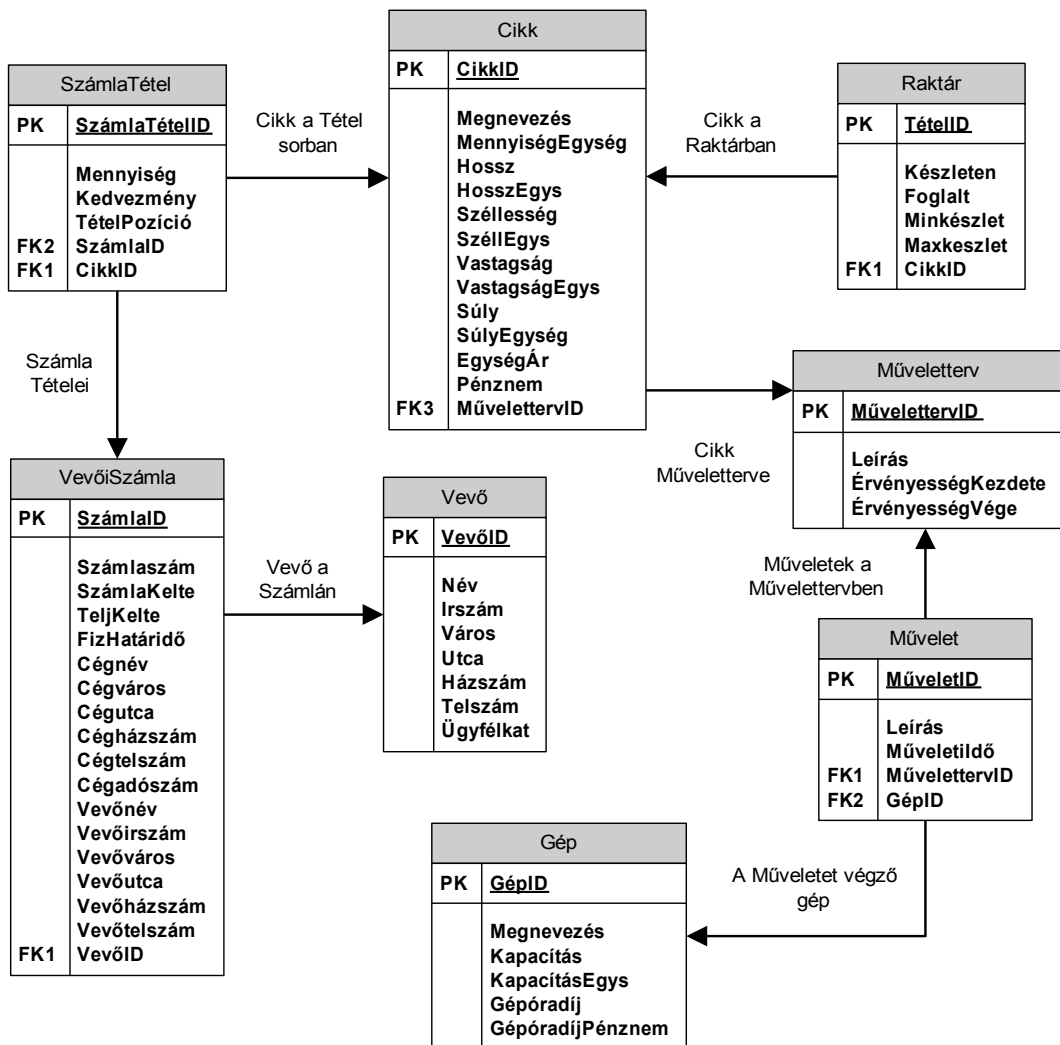 Cikk
PK CikkID
Megnevezés
MennyiségEgység
Hossz
HosszEgys
Széllesség
SzéllEgys
Vastagság
VastagságEgys
Súly
SúlyEgység
EgységÁr
Pénznem
FK3 MűvelettervID
SzámlaTétel
PK SzámlaTételID
Mennyiség
Kedvezmény
TételPozíció
FK2 SzámlaID
FK1 CikkID
Cikk a Tétel
sorban
Raktár
PK TételID
Készleten
Foglalt
Minkészlet
Maxkeszlet
FK1 CikkID
Cikk a
Raktárban
Számla
Tételei
Műveletterv
PK MűvelettervID
Leírás
ÉrvényességKezdete
ÉrvényességVége
Cikk
Műveletterve
VevőiSzámla
PK SzámlaID
Számlaszám
SzámlaKelte
TeljKelte
FizHatáridő
Cégnév
Cégváros
Cégutca
Cégházszám
Cégtelszám
Cégadószám
Vevőnév
Vevőirszám
Vevőváros
Vevőutca
Vevőházszám
Vevőtelszám
FK1 VevőID
Vevő a
Számlán
Vevő
PK VevőID
Név
Irszám
Város
Utca
Házszám
Telszám
Ügyfélkat
Műveletek a
Művelettervben
Művelet
PK MűveletID
Leírás
MűveletiIdő
FK1 MűvelettervID
FK2 GépID
A Műveletet végző
gép
Gép
PK GépID
Megnevezés
Kapacítás
KapacításEgys
Gépóradíj
GépóradíjPénznem